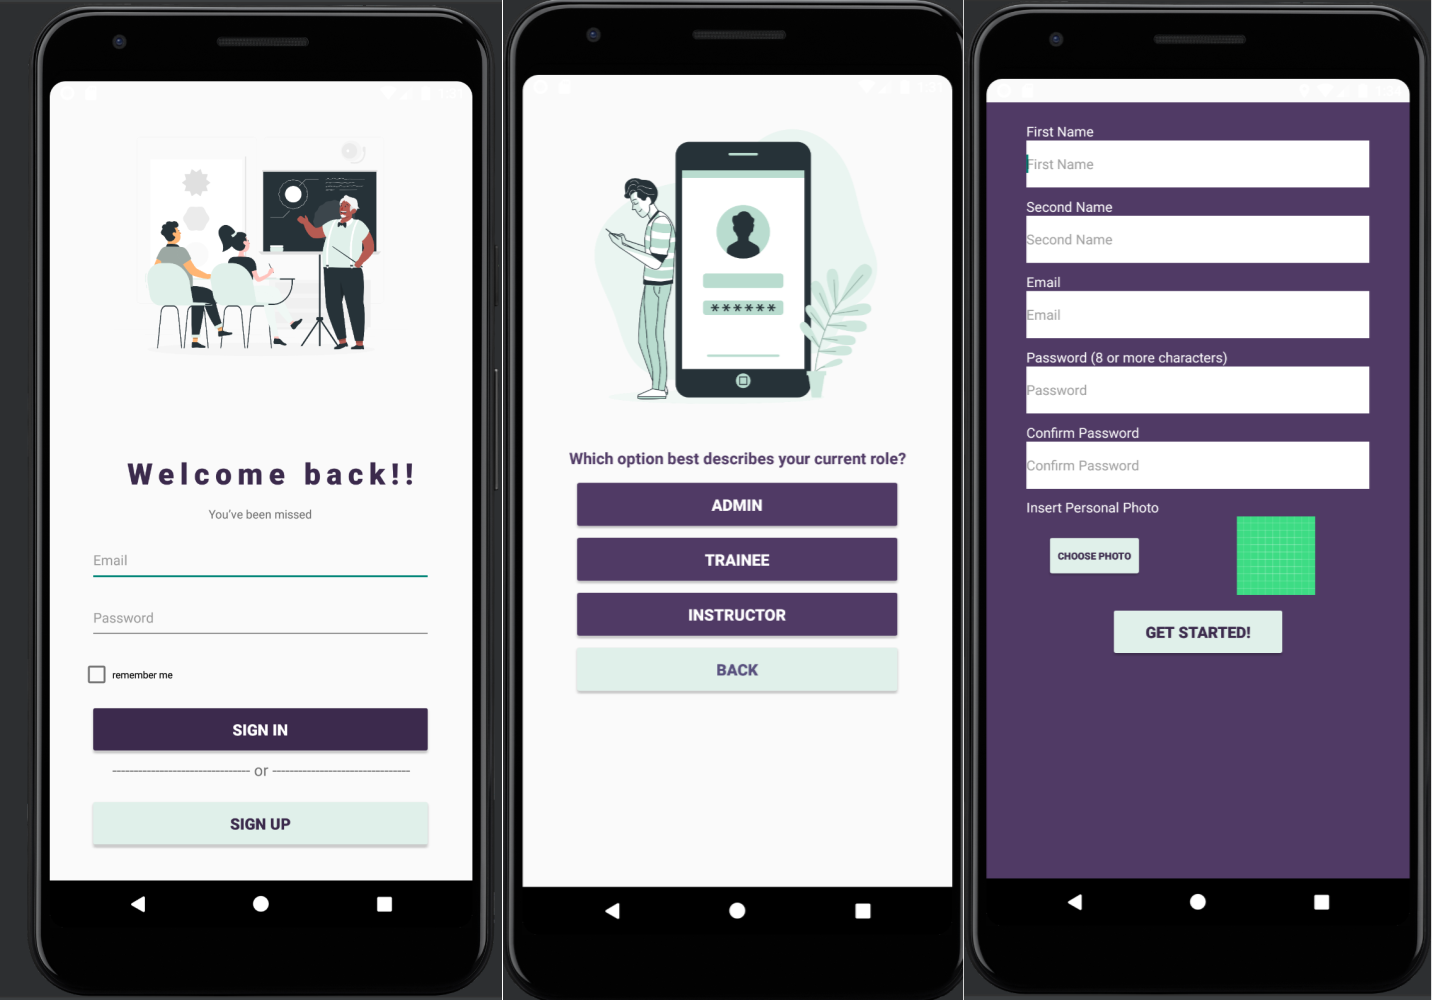 Welcome back!!
You've been missed
Email
Password
remember me
SIGN IN
--------------------------------- or ---------------------------------
SIGN UP
******
Which option best describes your current role?
ADMIN
TRAINEE
INSTRUCTOR
BACK
First Name
First Name
Second Name
Second Name
Email
Email
Password (8 or more characters)
Password
Confirm Password
Confirm Password
Insert Personal Photo
CHOOSE PHOTO
GET STARTED!